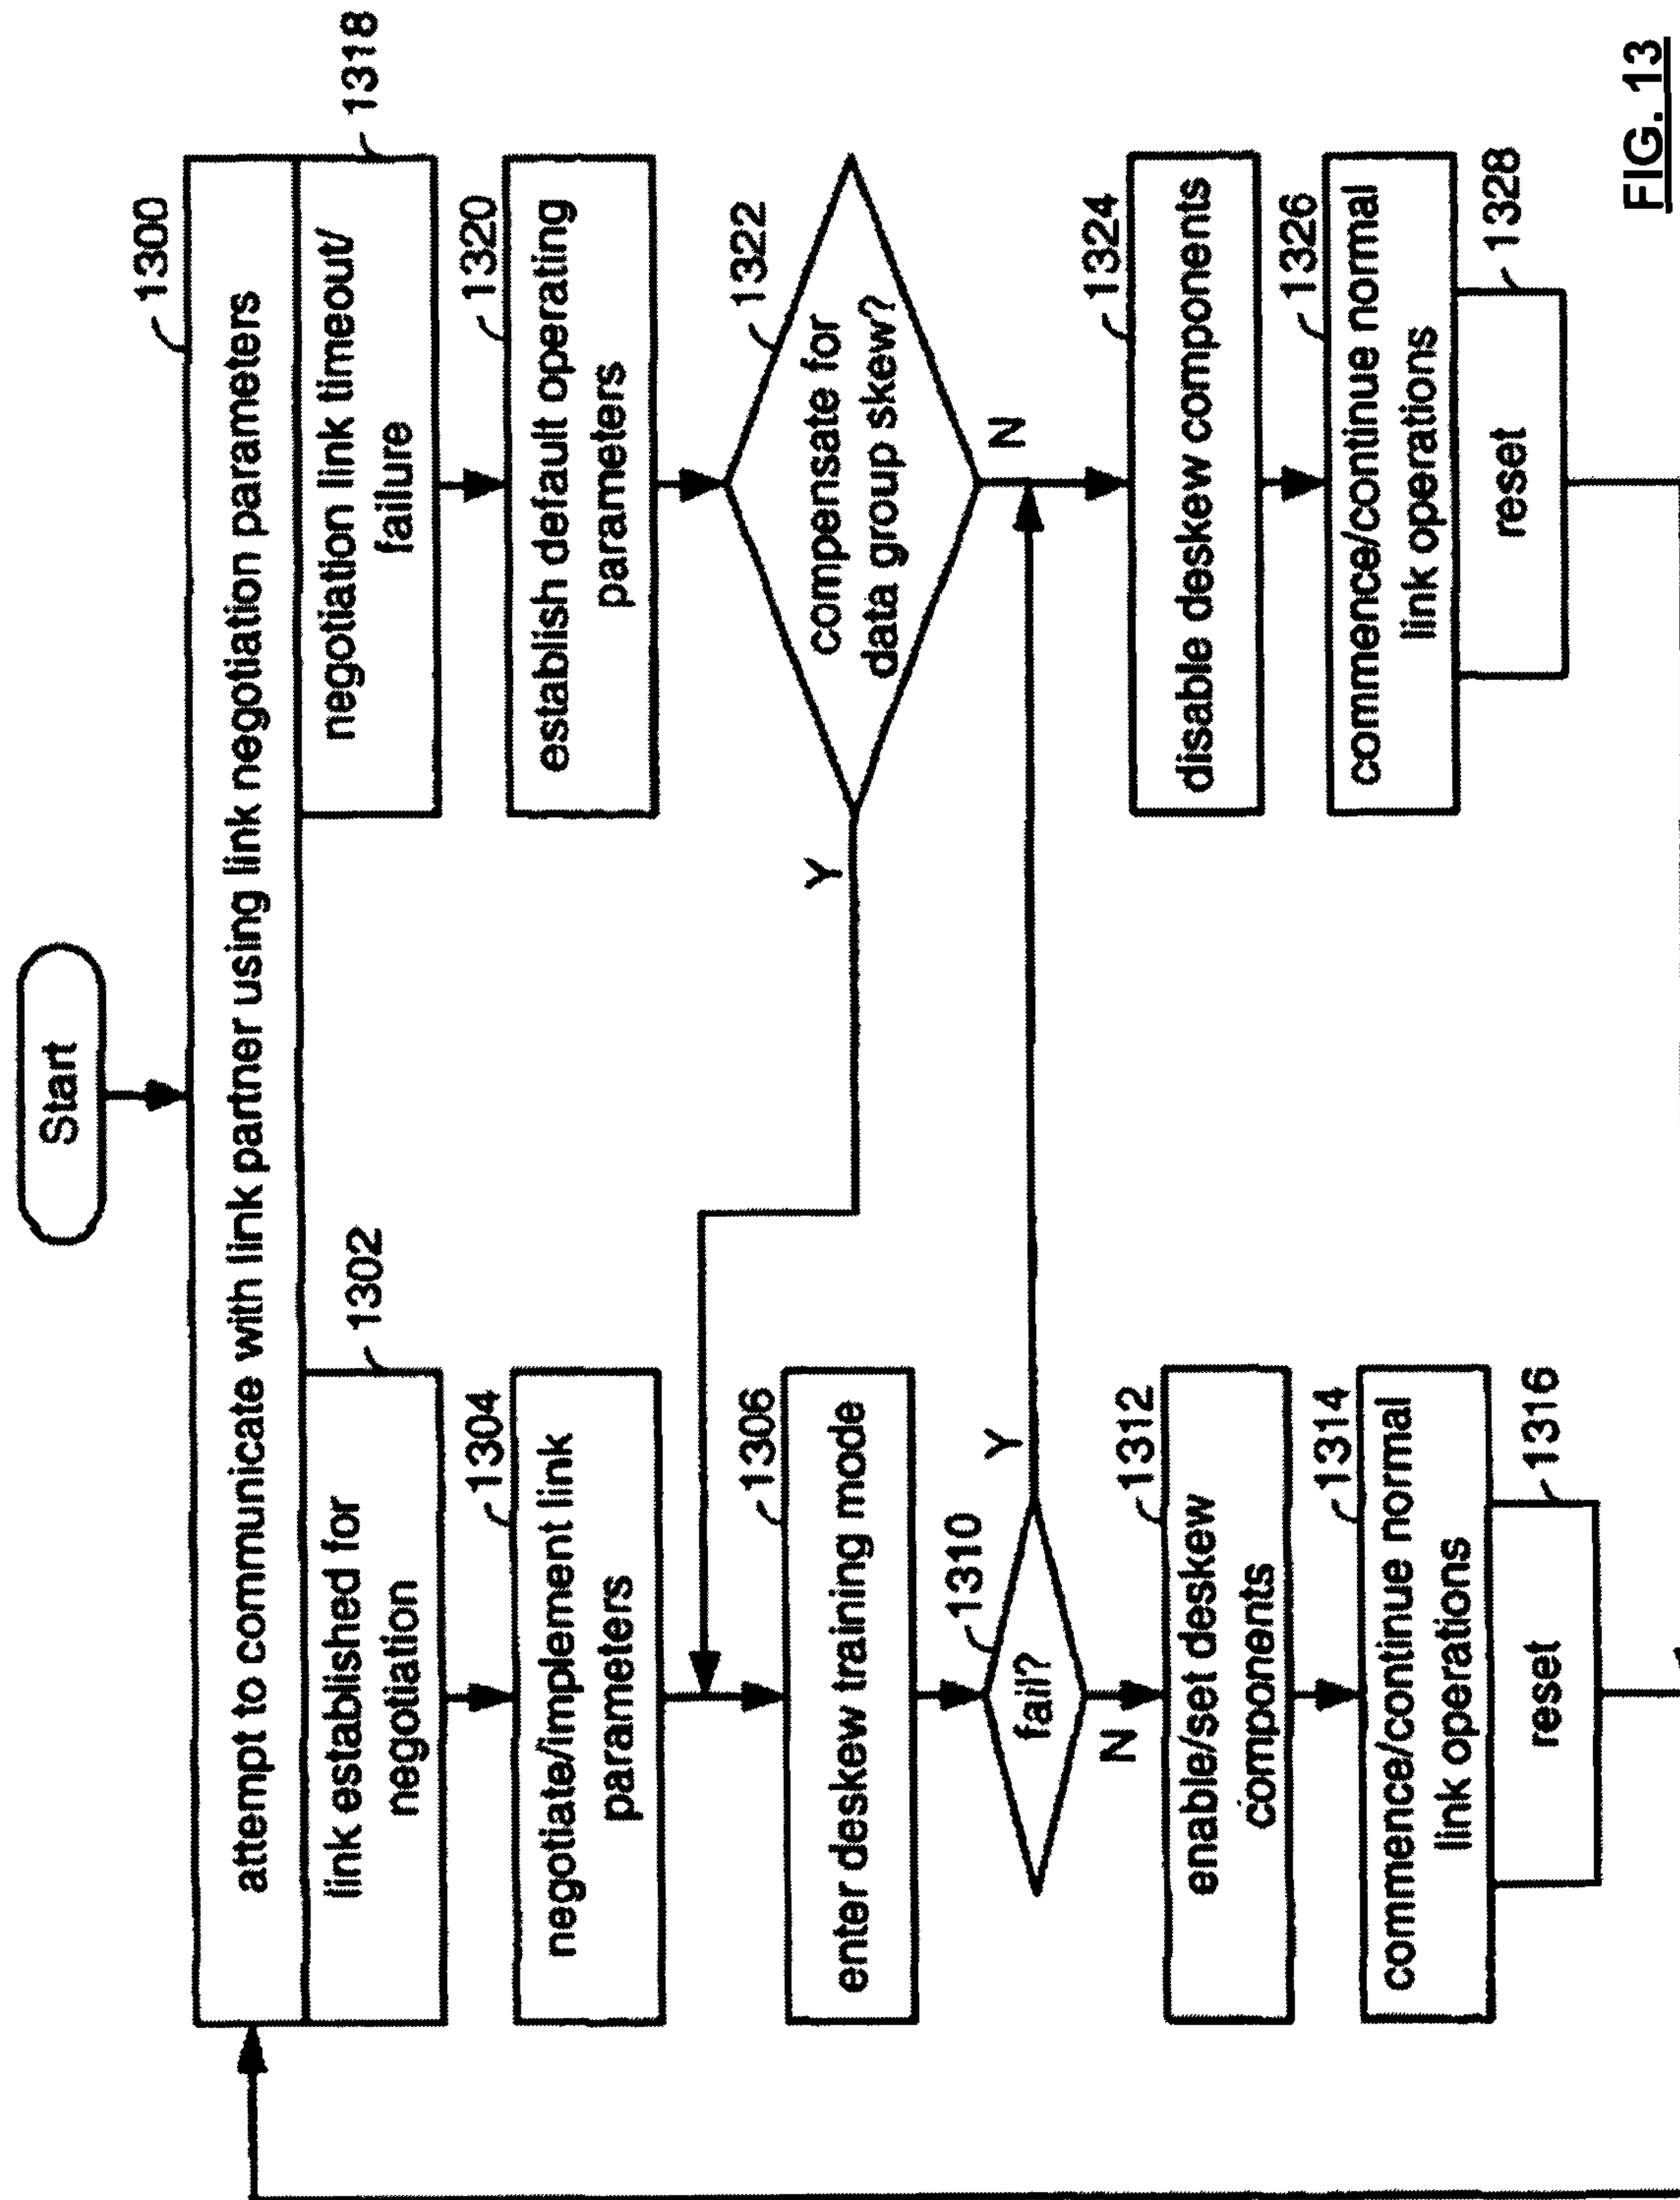 Start
1300
attempt to communicate with link partner using link negotiation parameters
link established for
negotiation
1302
negotiation link timeout/
failure
1318
1304
negotiate/implement link
parameters
1320
establish default operating
parameters
1306
enter deskew training mode
Y
1322
compensate for
data group skew?
1310
fail?
Y
N
N
1312
enable/set deskew
components
1324
disable deskew components
1314
commence/continue normal
link operations
1326
commence/continue normal
link operations
reset
1316
reset
1328
FIG. 13